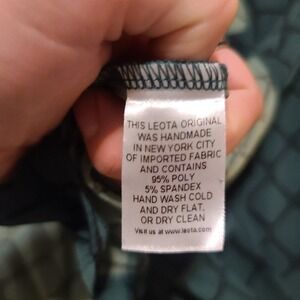 THIS LEOTA ORIGINAL
WAS HANDMADE
IN NEW YORK CITY
OF IMPORTED FABRIC
AND CONTAINS
95% POLY
5% SPANDEX
HAND WASH COLD
AND DRY FLAT.
OR DRY CLEAN
Visit us at www.leota.com